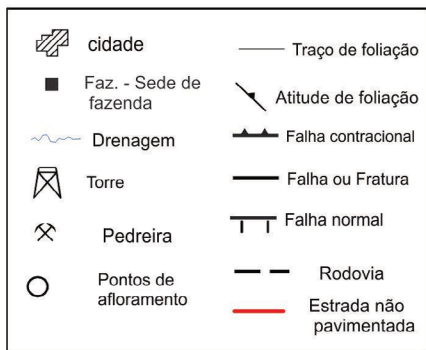 cidade
Faz. - Sede de
fazenda
Drenagem
Torre
Pedreira
Pontos de
afloramento
Traço de foliação
Atitude de foliação
Falha contracional
Falha ou Fratura
Falha normal
Rodovia
Estrada não
pavimentada